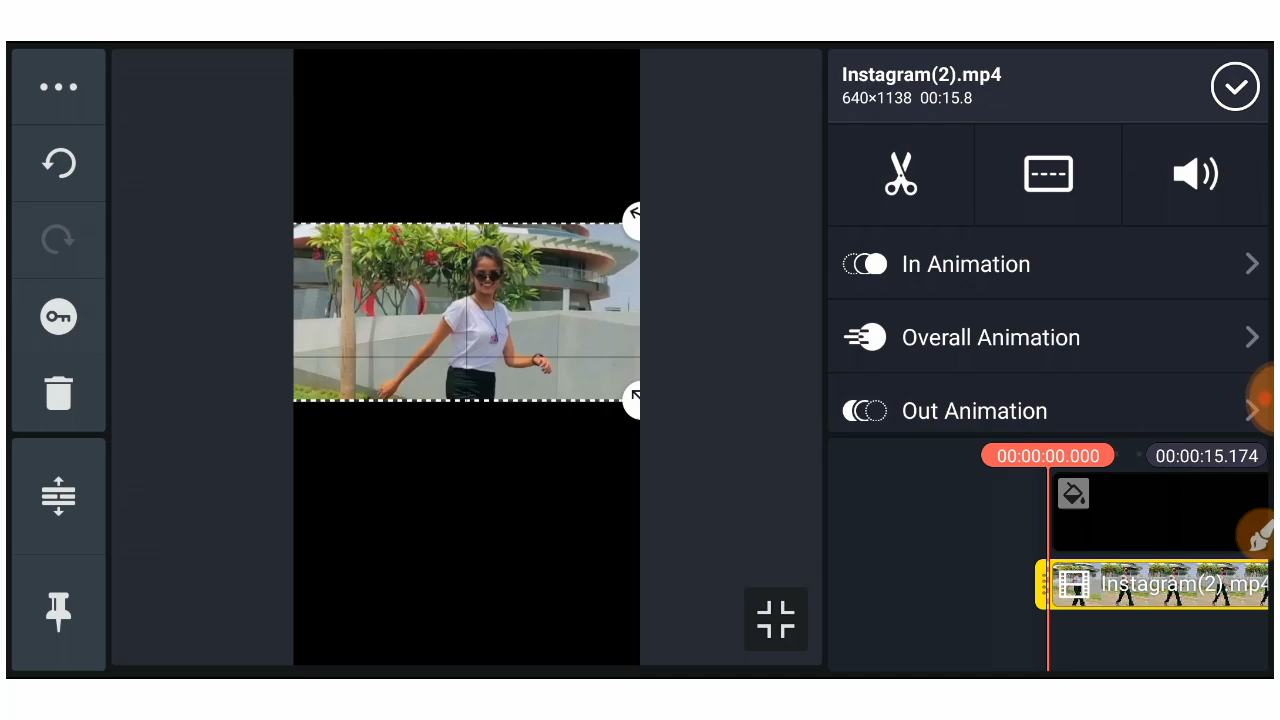 Instagram(2).mp4
640×1138 00:15.8
In Animation
Overall Animation
Out Animation
00:00:00.000
00:00:15.174
Instagram(2).mp4